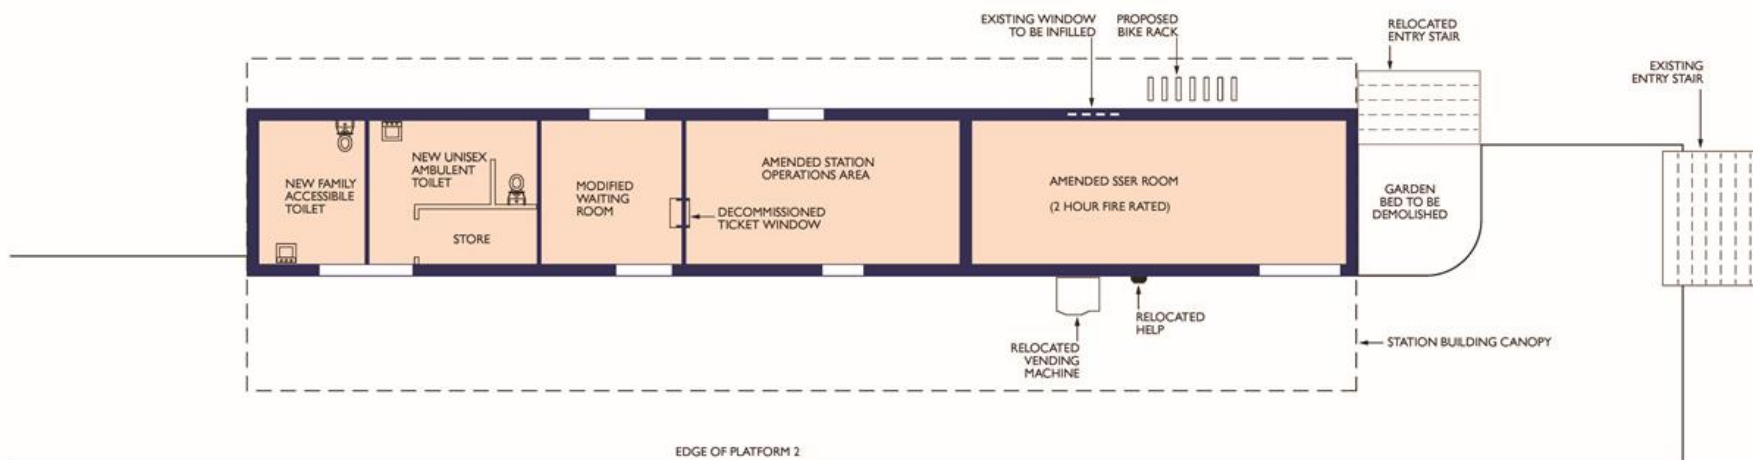 EXISTING WINDOW
TO BE INFILLED
PROPOSED
BIKE RACK
RELOCATED
ENTRY STAIR
EXISTING
ENTRY STAIR
NEW FAMILY
ACCESSIBILE
TOILET
NEW UNISEX
AMBULENT
TOILET
STORE
MODIFIED
WAITING
ROOM
DECOMMISSIONED
TICKET WINDOW
AMENDED STATION
OPERATIONS AREA
AMENDED SSER ROOM
(2 HOUR FIRE RATED)
GARDEN
BED TO BE
DEMOLISHED
RELOCATED
VENDING
MACHINE
RELOCATED
HELP
STATION BUILDING CANOPY
EDGE OF PLATFORM 2